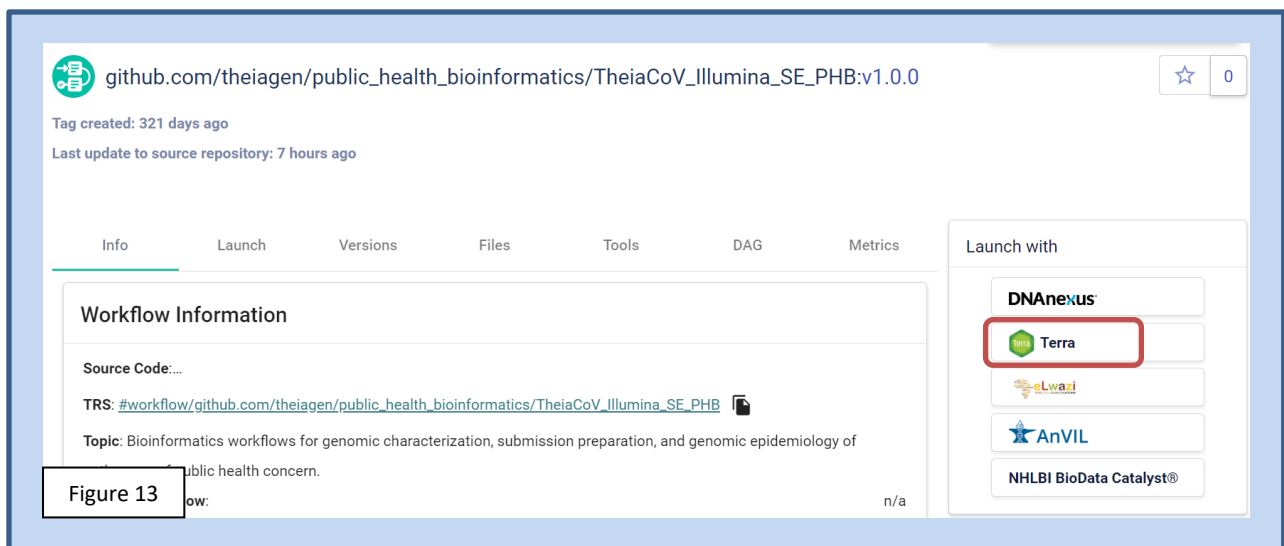 github.com/theiagen/public_health_bioinformatics/TheiaCoV_Illumina_SE_PHB:v1.0.0
0
Tag created: 321 days ago
Last update to source repository: 7 hours ago
Info Launch Versions Files Tools DAG Metrics
Workflow Information
Source Code:...
TRS: #workflow/github.com/theiagen/public_health_bioinformatics/TheiaCoV_Illumina_SE_PHB
Topic: Bioinformatics workflows for genomic characterization, submission preparation, and genomic epidemiology of
public health concern.
n/a
Figure 13
Launch with
DNAnexus
Terra
eLwazi
AnVIL
NHLBI BioData Catalyst®